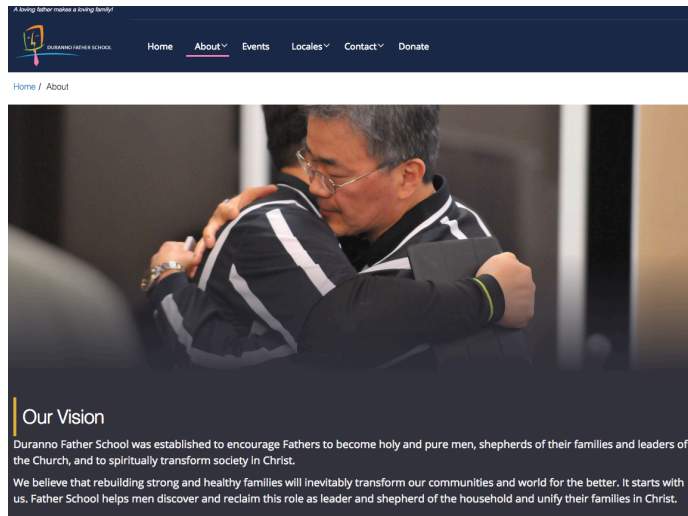 A loving father makes a loving family!
DURANNO FATHER SCHOOL
Home About Events Locales Contact Donate
Home / About
Our Vision
Duranno Father School was established to encourage Fathers to become holy and pure men, shepherds of their families and leaders of
the Church, and to spiritually transform society in Christ.
We believe that rebuilding strong and healthy families will inevitably transform our communities and world for the better. It starts with
us. Father School helps men discover and reclaim this role as leader and shepherd of the household and unify their families in Christ.